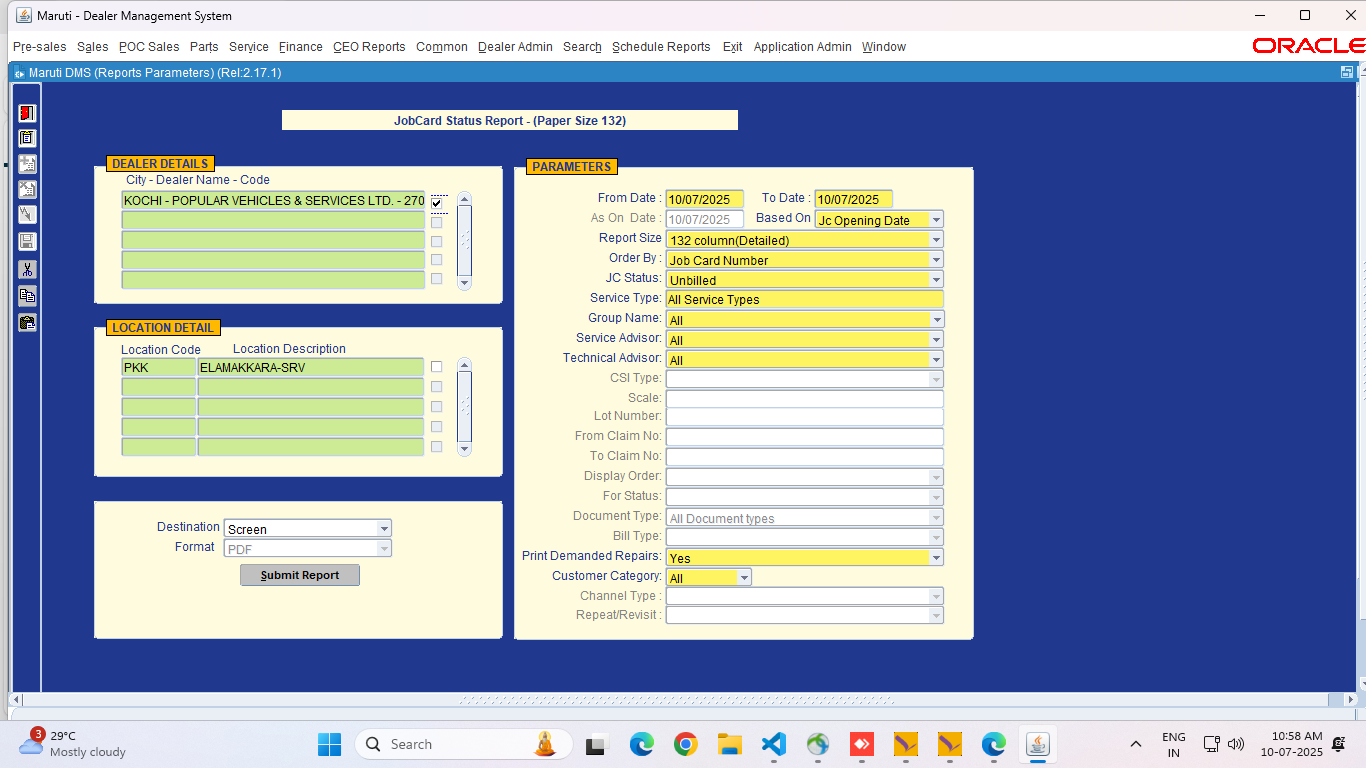 Maruti - Dealer Management System
Pre-sales Sales POC Sales Parts Service Finance CEO Reports Common Dealer Admin Search Schedule Reports Exit Application Admin Window
ORACLE
Maruti DMS (Reports Parameters) (Rel:2.17.1)
JobCard Status Report - (Paper Size 132)
DEALER DETAILS
City - Dealer Name - Code
KOCHI - POPULAR VEHICLES & SERVICES LTD. - 270
LOCATION DETAIL
Location Code Location Description
PKK ELAMAKKARA-SRV
Destination Screen
Format PDF
Submit Report
PARAMETERS
From Date : 10/07/2025 To Date : 10/07/2025
As On Date : 10/07/2025 Based On Jc Opening Date
Report Size 132 column(Detailed)
Order By : Job Card Number
JC Status: Unbilled
Service Type: All Service Types
Group Name: All
Service Advisor: All
Technical Advisor: All
CSI Type:
Scale:
Lot Number:
From Claim No:
To Claim No:
Display Order:
For Status:
Document Type: All Document types
Bill Type:
Print Demanded Repairs: Yes
Customer Category: All
Channel Type :
Repeat/Revisit :
3
29°C
Mostly cloudy
Search
ENG
IN
10:58 AM
10-07-2025